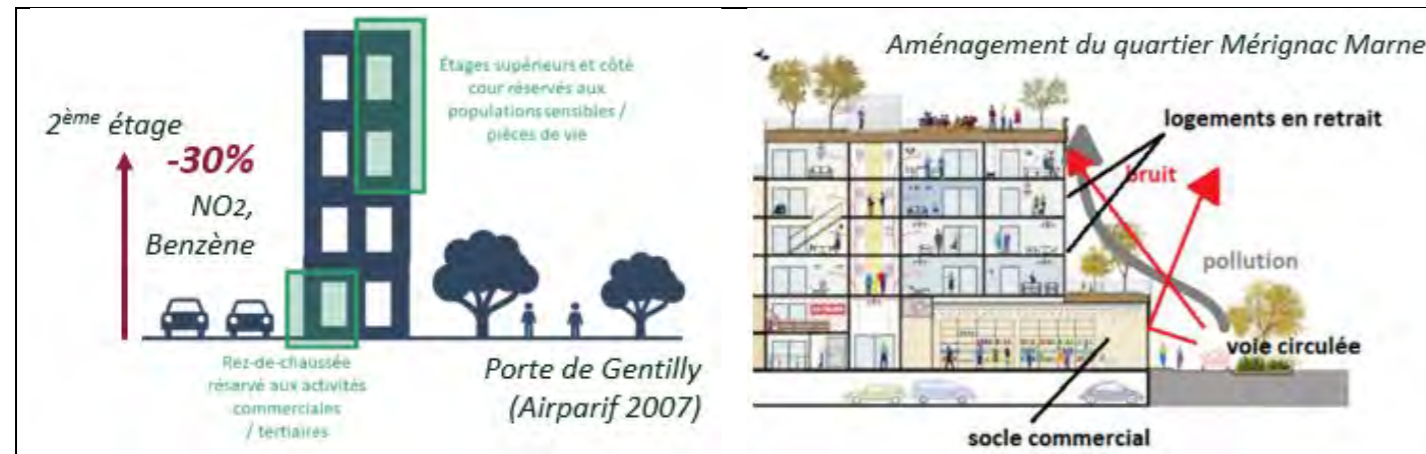 2ème étage
-30%
NO2,
Benzène
Étages supérieurs et côté
cour réservés aux
populations sensibles /
pièces de vie
Rez-de-chaussée
réservé aux activités
commerciales
/ tertiaires
Porte de Gentilly
(Airparif 2007)
Aménagement du quartier Mérignac Marne
logements en retrait
bruit
pollution
voie circulée
socle commercial